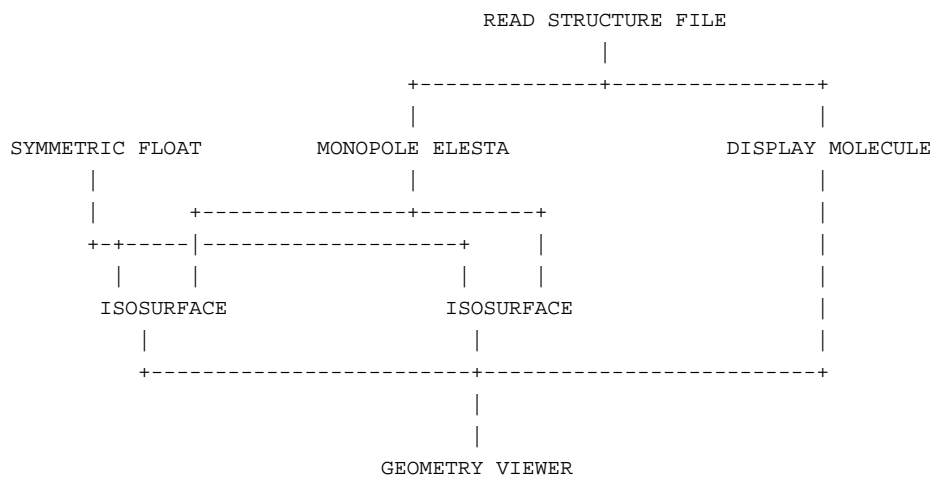 READ STRUCTURE FILE
SYMMETRIC FLOAT MONOPOLE ELESTA DISPLAY MOLECULE
ISOSURFACE ISOSURFACE
GEOMETRY VIEWER